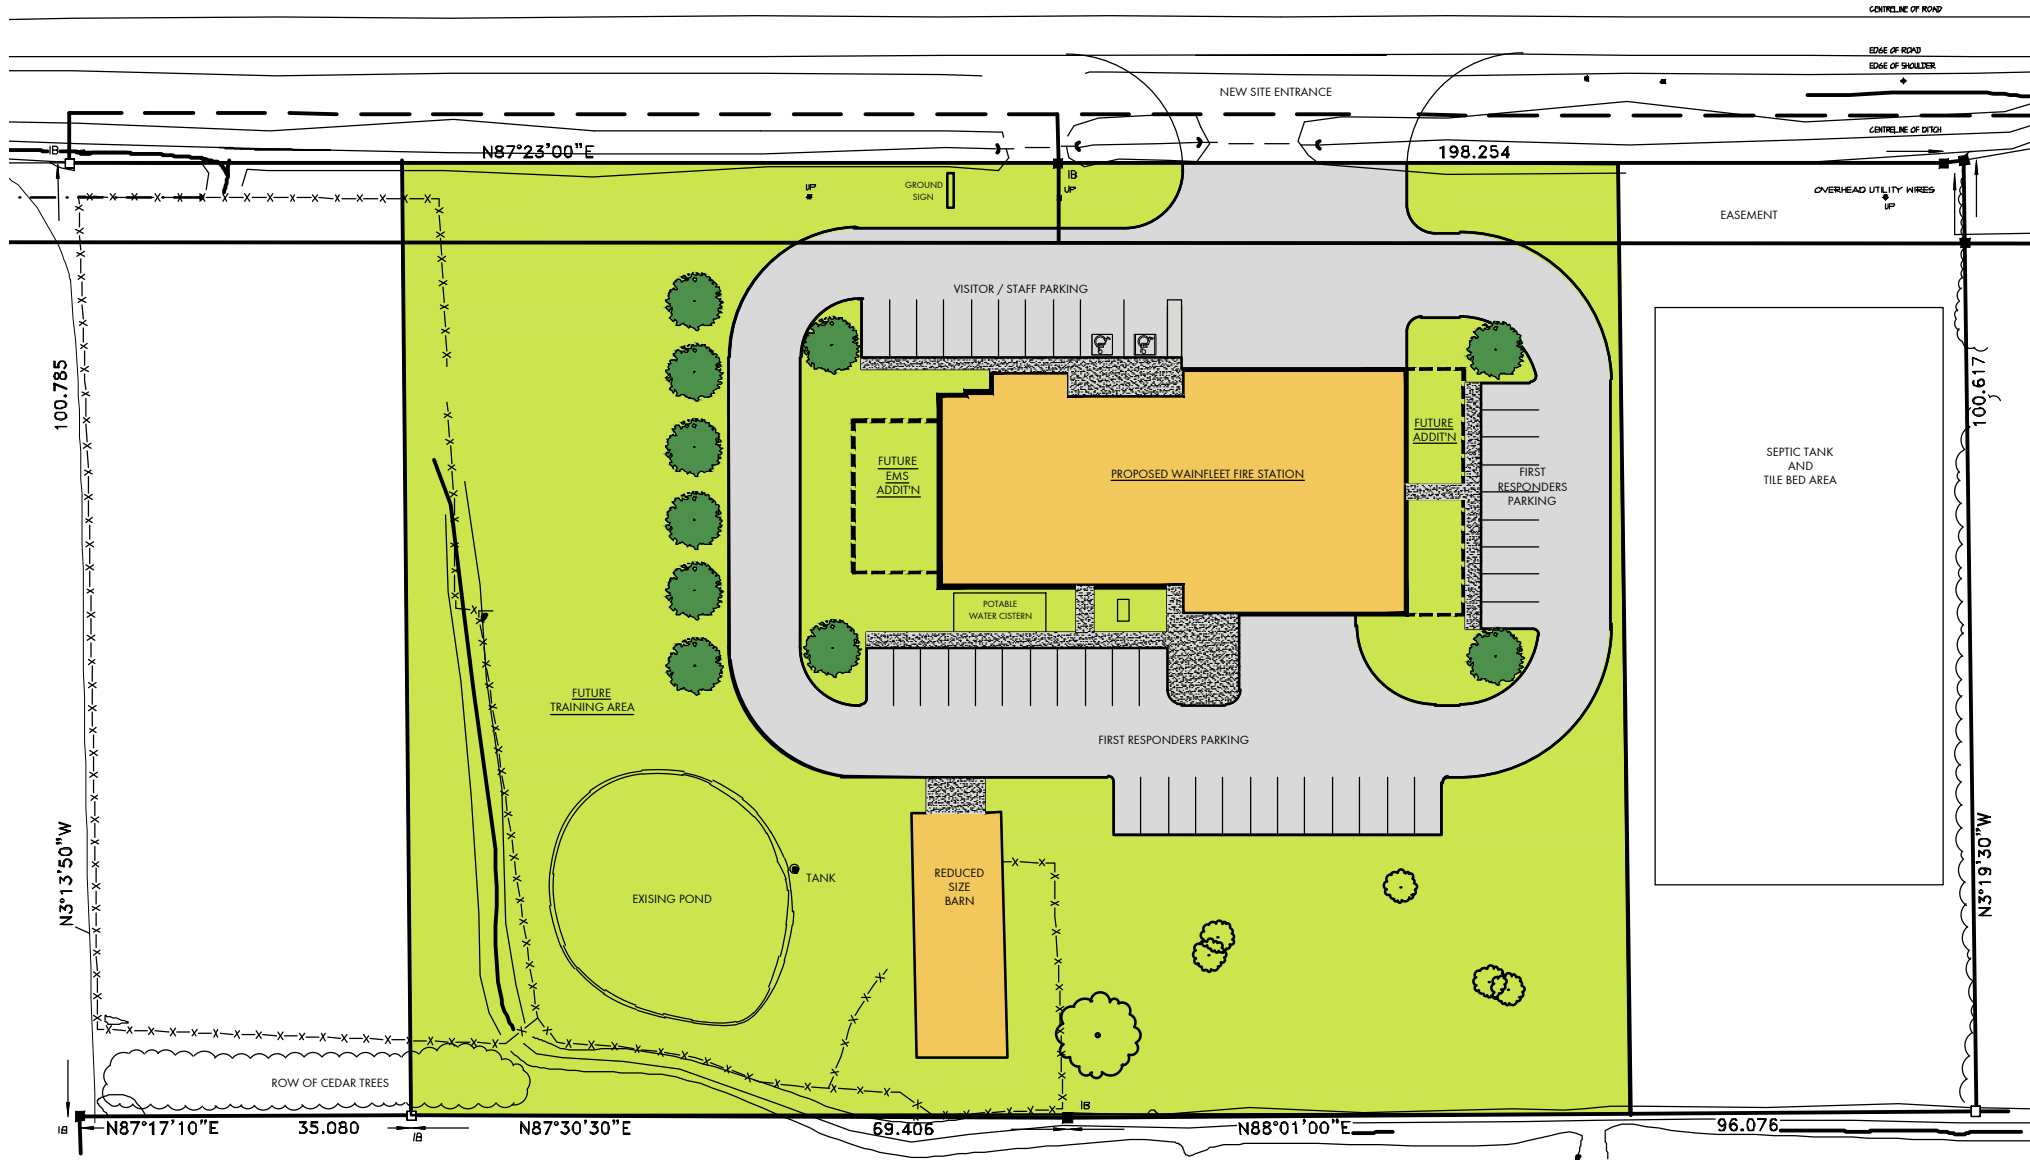 CENTRELINE OF ROAD
EDGE OF ROAD
EDGE OF SHOULDER
NEW SITE ENTRANCE
CENTRELINE OF DITCH
IB
N87°23'00"E
198.254
IB
UP
GROUND
SIGN
UP
OVERHEAD UTILITY WIRES
UP
EASEMENT
VISITOR / STAFF PARKING
100.785
100.617
FUTURE
EMS
ADDIT'N
PROPOSED WAINFLEET FIRE STATION
FUTURE
ADDIT'N
FIRST
RESPONDERS
PARKING
SEPTIC TANK
AND
TILE BED AREA
POTABLE
WATER CISTERN
FUTURE
TRAINING AREA
FIRST RESPONDERS PARKING
N3°13'50"W
N3°19'30"W
REDUCED
SIZE
BARN
TANK
EXISING POND
ROW OF CEDAR TREES
IB
N87°17'10"E
35.080
IB
N87°30'30"E
69.406
IB
N88°01'00"E
96.076